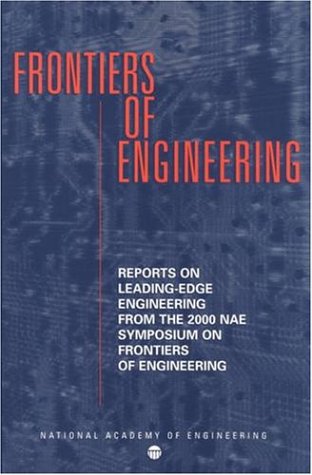 FRONTIERS
OF
ENGINEERING
REPORTS ON
LEADING-EDGE
ENGINEERING
FROM THE 2000 NAE
SYMPOSIUM ON
FRONTIERS
OF ENGINEERING
NATIONAL ACADEMY OF ENGINEERING